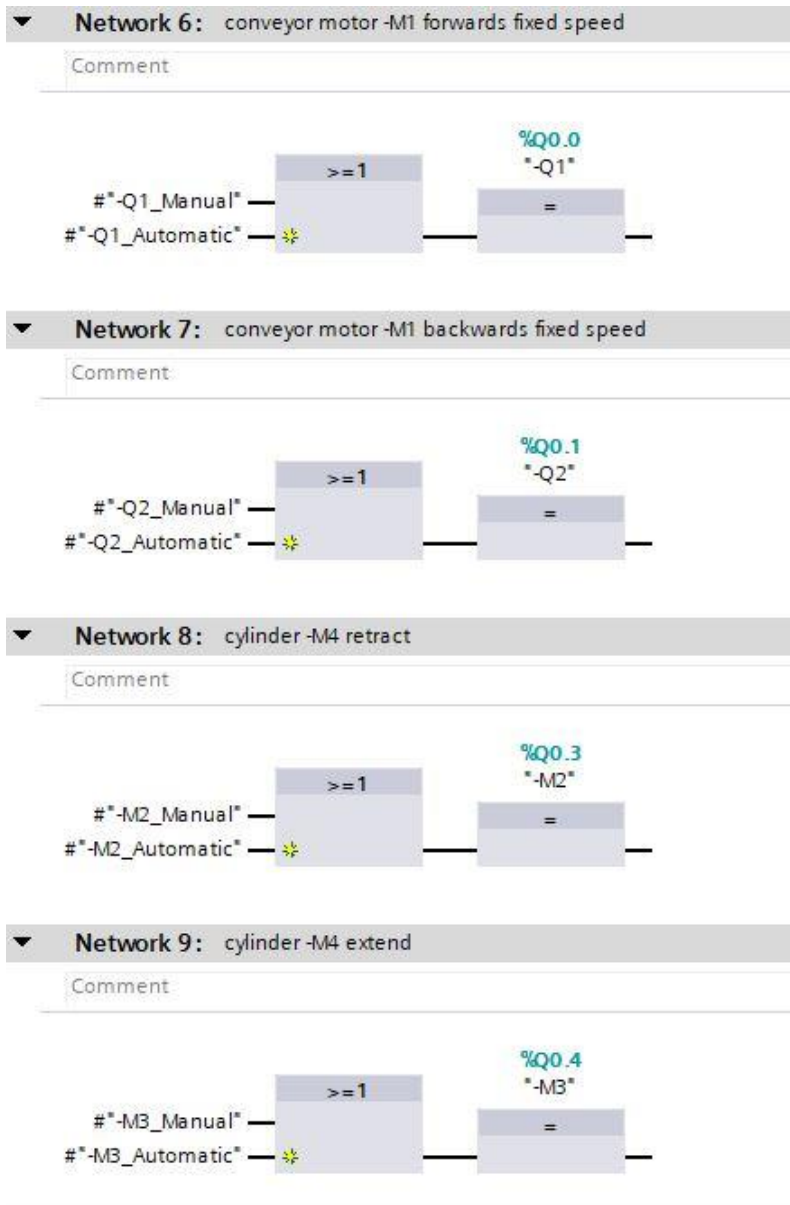 Network 6: conveyor motor -M1 forwards fixed speed
Comment
%Q0.0
"-Q1"
>=1
#"-Q1_Manual"
=
#"-Q1_Automatic"
Network 7: conveyor motor -M1 backwards fixed speed
Comment
%Q0.1
"-Q2"
>=1
#"-Q2_Manual"
=
#"-Q2_Automatic"
Network 8: cylinder -M4 retract
Comment
%Q0.3
"-M2"
>=1
#"-M2_Manual"
=
#"-M2_Automatic"
Network 9: cylinder -M4 extend
Comment
%Q0.4
"-M3"
>=1
#"-M3_Manual"
=
#"-M3_Automatic"